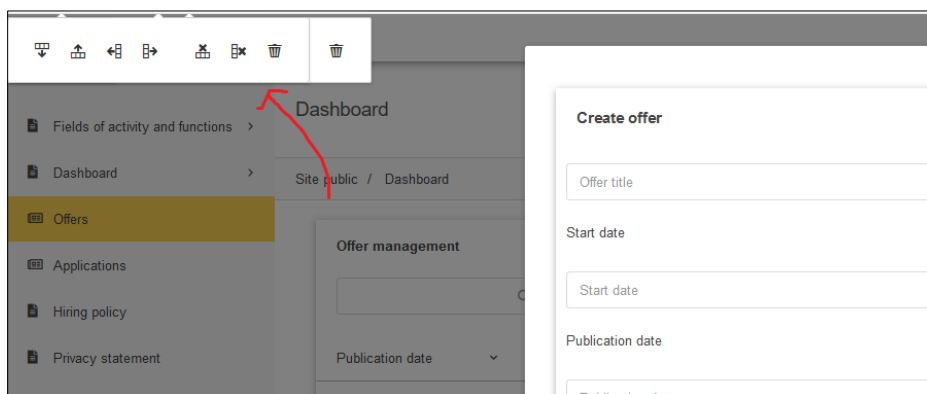 Dashboard
Fields of activity and functions
Dashboard
Offers
Applications
Hiring policy
Privacy statement
Site public / Dashboard
Offer management
Publication date
Create offer
Offer title
Start date
Start date
Publication date